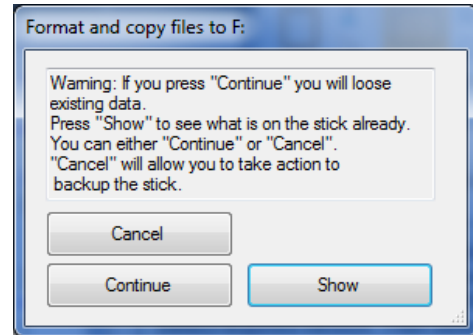 Format and copy files to F:
Warning: If you press "Continue" you will loose
existing data.
Press "Show" to see what is on the stick already.
You can either "Continue" or "Cancel".
"Cancel" will allow you to take action to
backup the stick.
Cancel
Continue
Show